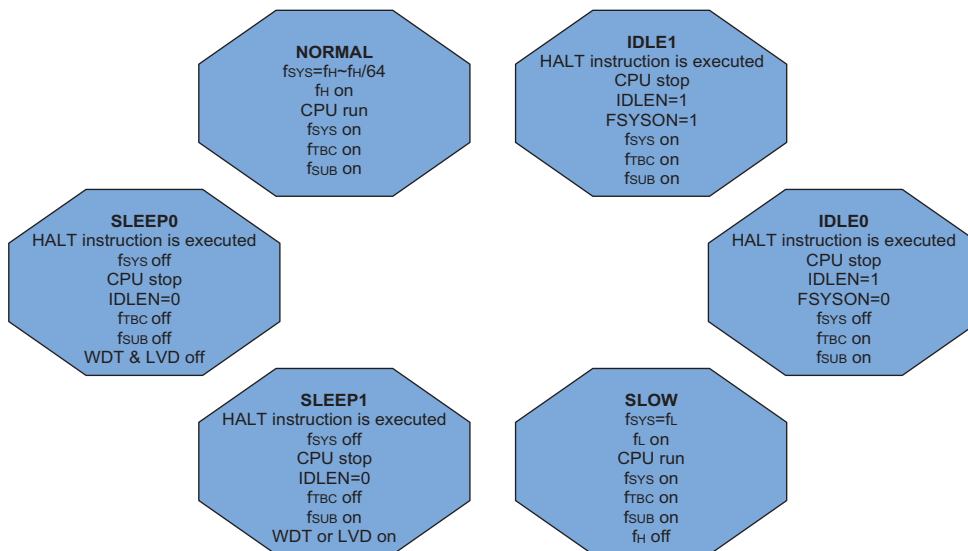 NORMAL
fSYS=fH~fH/64
fH on
CPU run
fSYS on
fTBC on
fSUB on
IDLE1
HALT instruction is executed
CPU stop
IDLEN=1
FSYSON=1
fSYS on
fTBC on
fSUB on
SLEEP0
HALT instruction is executed
fSYS off
CPU stop
IDLEN=0
fTBC off
fSUB off
WDT & LVD off
IDLE0
HALT instruction is executed
CPU stop
IDLEN=1
FSYSON=0
fSYS off
fTBC on
fSUB on
SLEEP1
HALT instruction is executed
fSYS off
CPU stop
IDLEN=0
fTBC off
fSUB on
WDT or LVD on
SLOW
fSYS=fL
fL on
CPU run
fSYS on
fTBC on
fSUB on
fH off